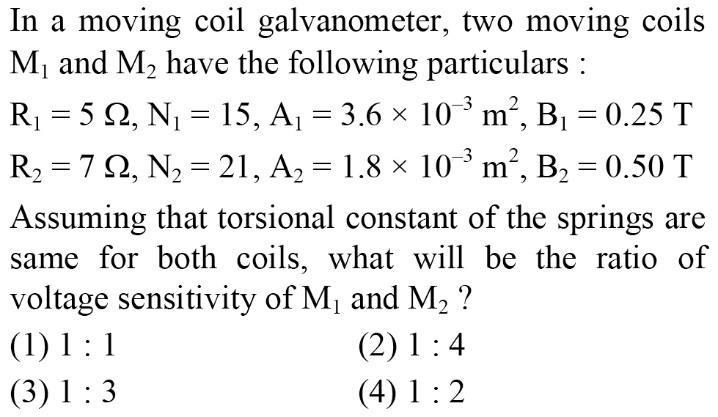 In a moving coil galvanometer, two moving coils
M₁ and M₂ have the following particulars :
R₁ = 5 Ω, N₁ = 15, A₁ = 3.6 × 10⁻³ m², B₁ = 0.25 T
R₂ = 7 Ω, N₂ = 21, A₂ = 1.8 × 10⁻³ m², B₂ = 0.50 T
Assuming that torsional constant of the springs are
same for both coils, what will be the ratio of
voltage sensitivity of M₁ and M₂ ?
(1) 1 : 1 (2) 1 : 4
(3) 1 : 3 (4) 1 : 2